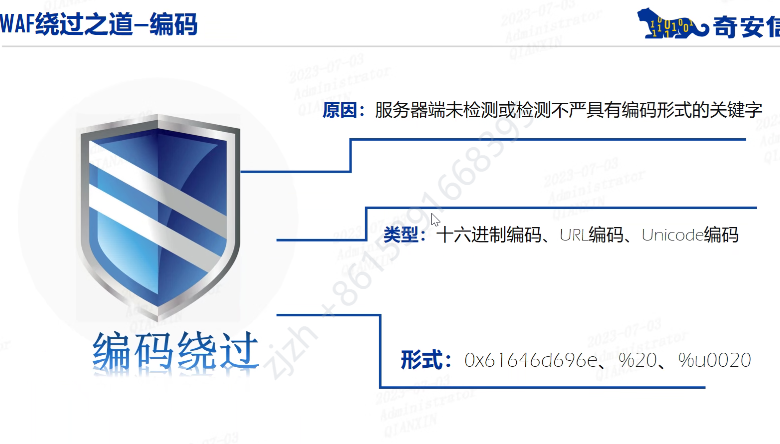 WAF绕过之道—编码
奇安信
原因：服务器端未检测或检测不严具有编码形式的关键字
类型：十六进制编码、URL编码、Unicode编码
编码绕过
形式：0x61646d696e、%20、%u0020
2023-07-03
Administrator
QIANXIN